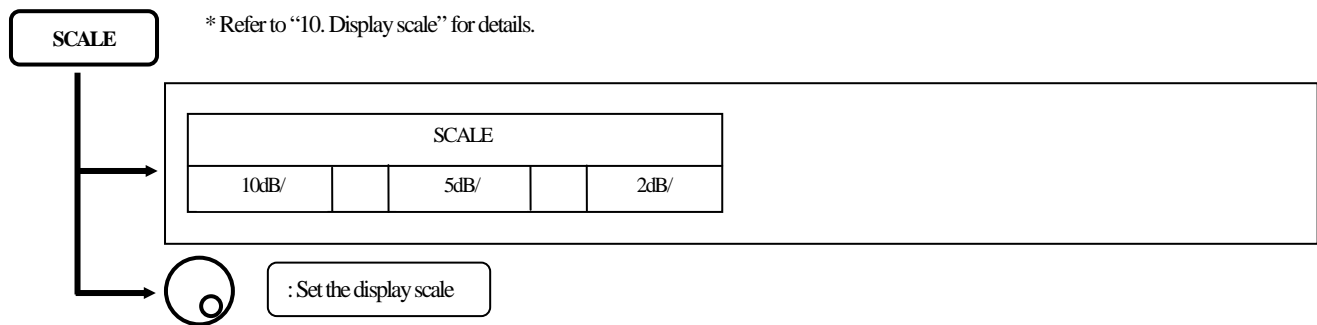 SCALE
* Refer to “10. Display scale” for details.
SCALE
10dB/ 5dB/ 2dB/
: Set the display scale